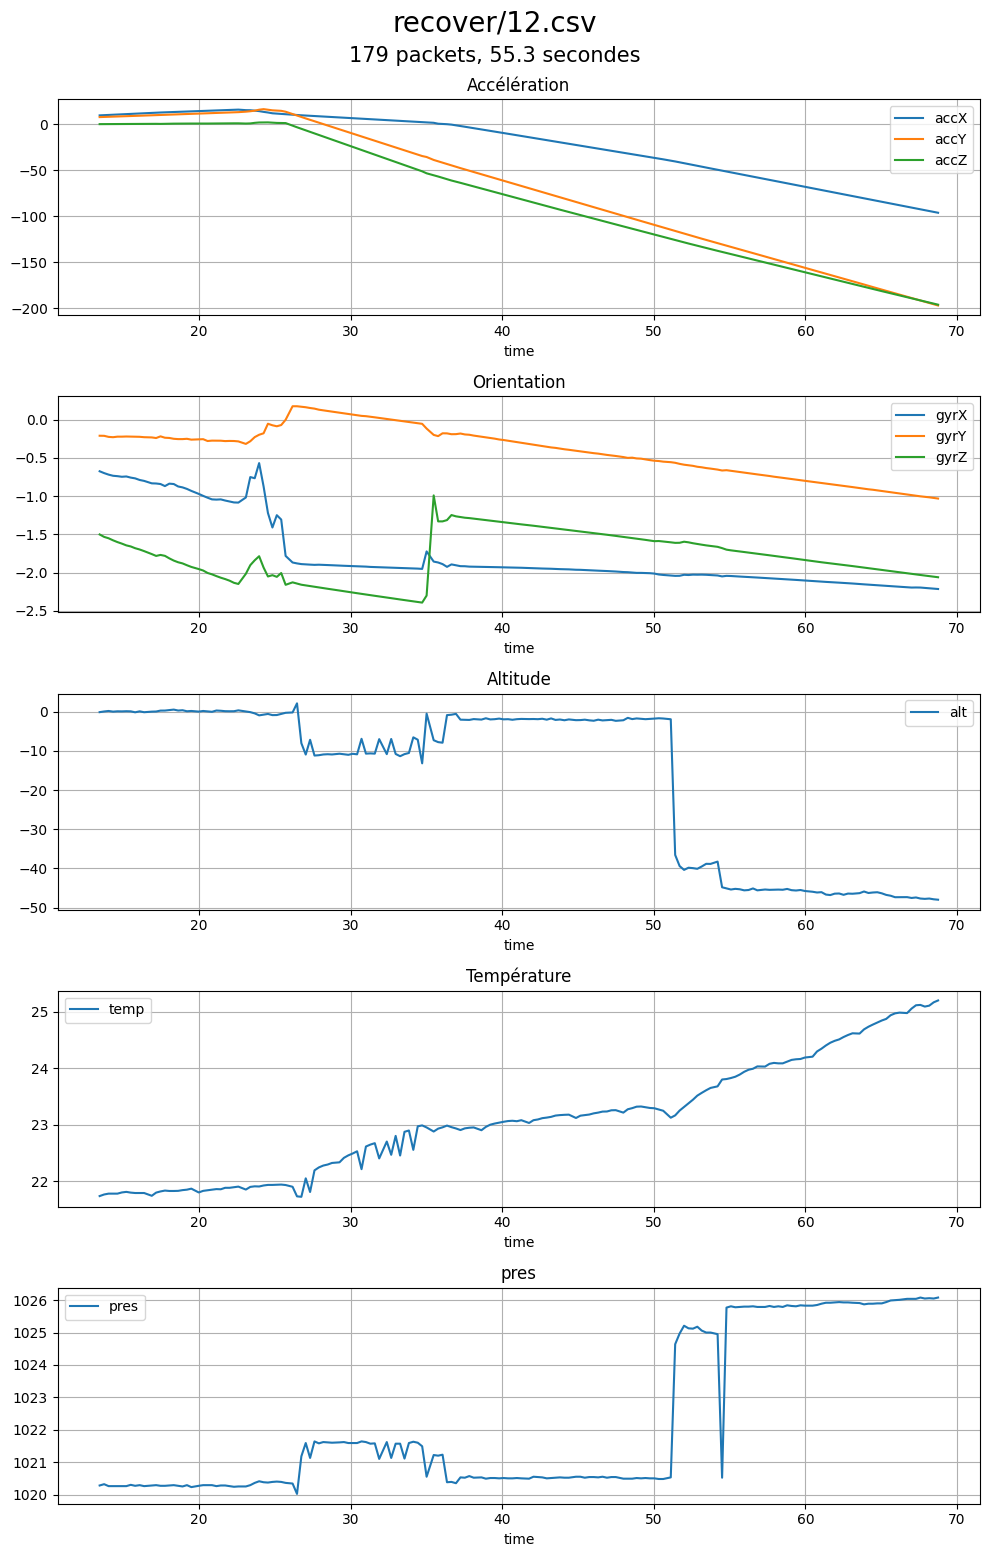 recover/12.csv
179 packets, 55.3 secondes
Accélération
accX
accY
accZ
0
−50
−100
−150
−200
20 30 40 50 60 70
time
Orientation
gyrX
gyrY
gyrZ
0.0
−0.5
−1.0
−1.5
−2.0
−2.5
20 30 40 50 60 70
time
Altitude
alt
0
−10
−20
−30
−40
−50
20 30 40 50 60 70
time
Température
temp
25
24
23
22
20 30 40 50 60 70
time
pres
pres
1026
1025
1024
1023
1022
1021
1020
20 30 40 50 60 70
time